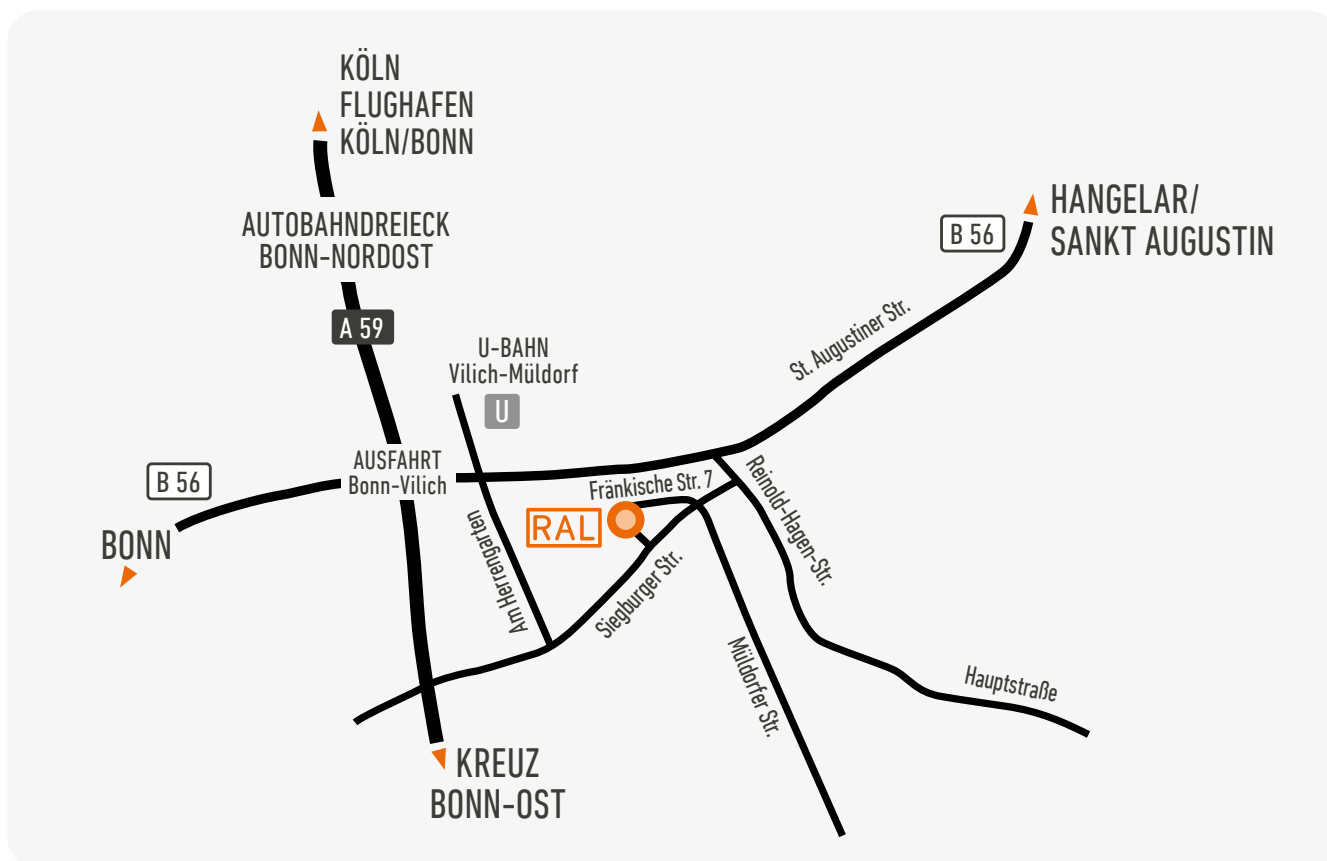 KÖLN
FLUGHAFEN
KÖLN/BONN
AUTOBAHNDREIECK
BONN-NORDOST
HANGELAR/
SANKT AUGUSTIN
B 56
A 59
St. Augustiner Str.
U-BAHN
Vilich-Müldorf
U
AUSFAHRT
Bonn-Vilich
B 56
BONN
Fränkische Str. 7
Reinold-Hagen-Str.
RAL
Am Herrengarten
Siegburger Str.
Müldorfer Str.
Hauptstraße
KREUZ
BONN-OST